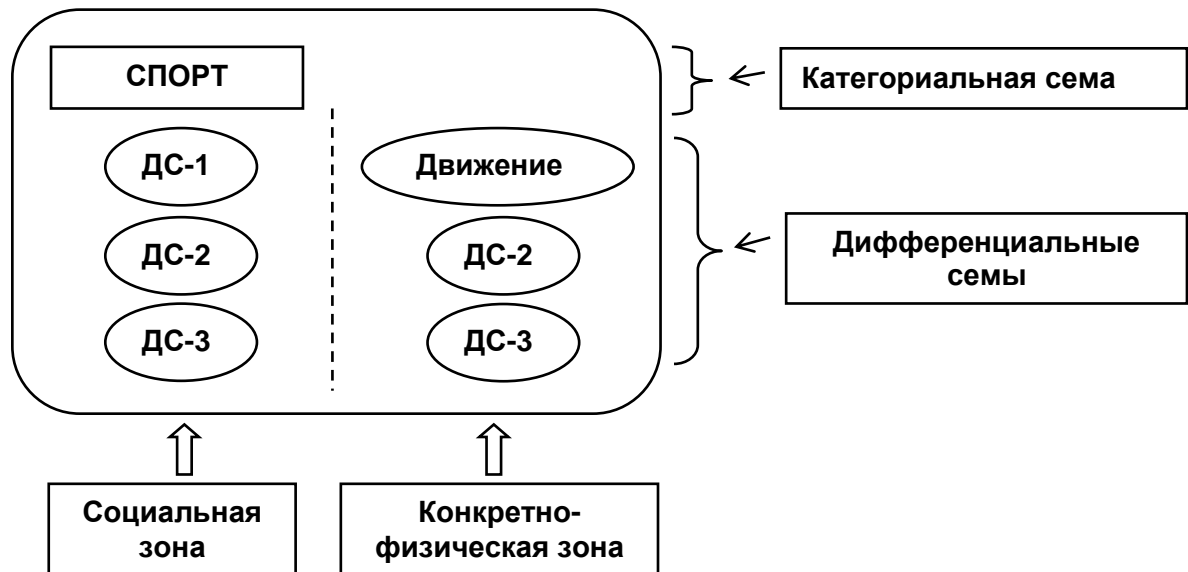 СПОРТ
Категориальная сема
ДС-1
Движение
ДС-2
ДС-2
Дифференциальные
семы
ДС-3
ДС-3
Социальная
зона
Конкретно-
физическая зона